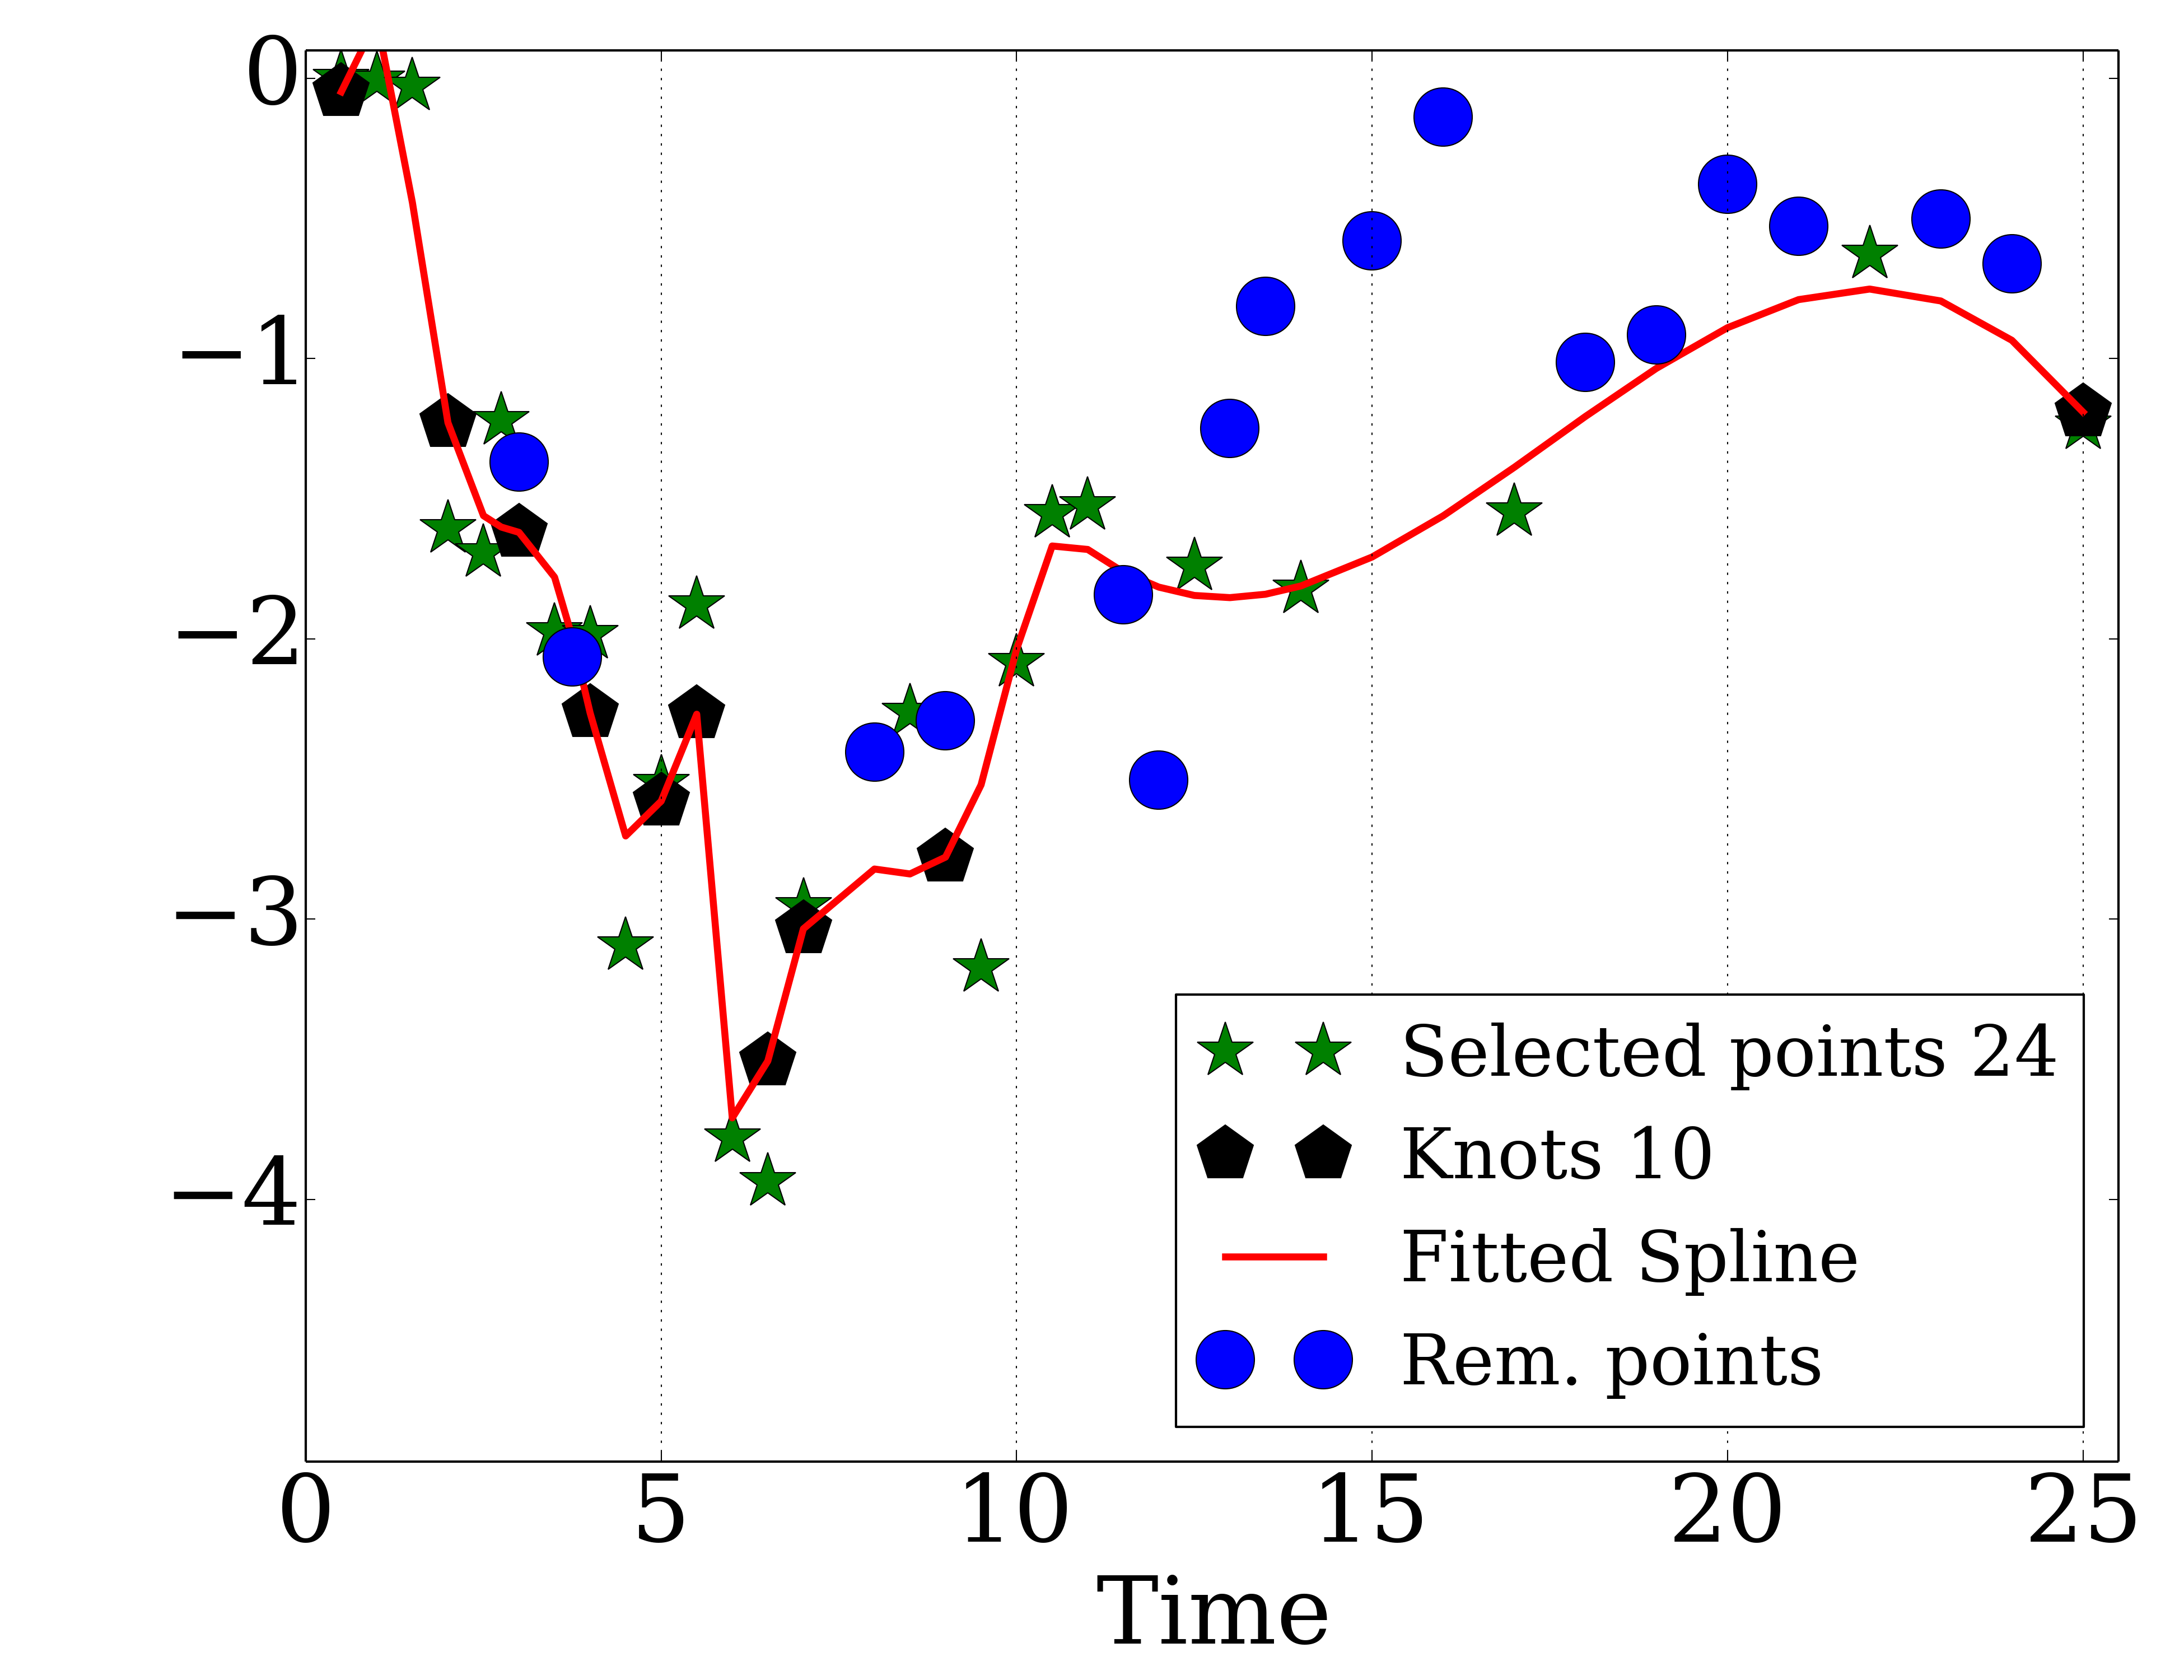 0
−1
−2
−3
−4
Selected points 24
Knots 10
Fitted Spline
Rem. points
0 5 10 15 20 25
Time